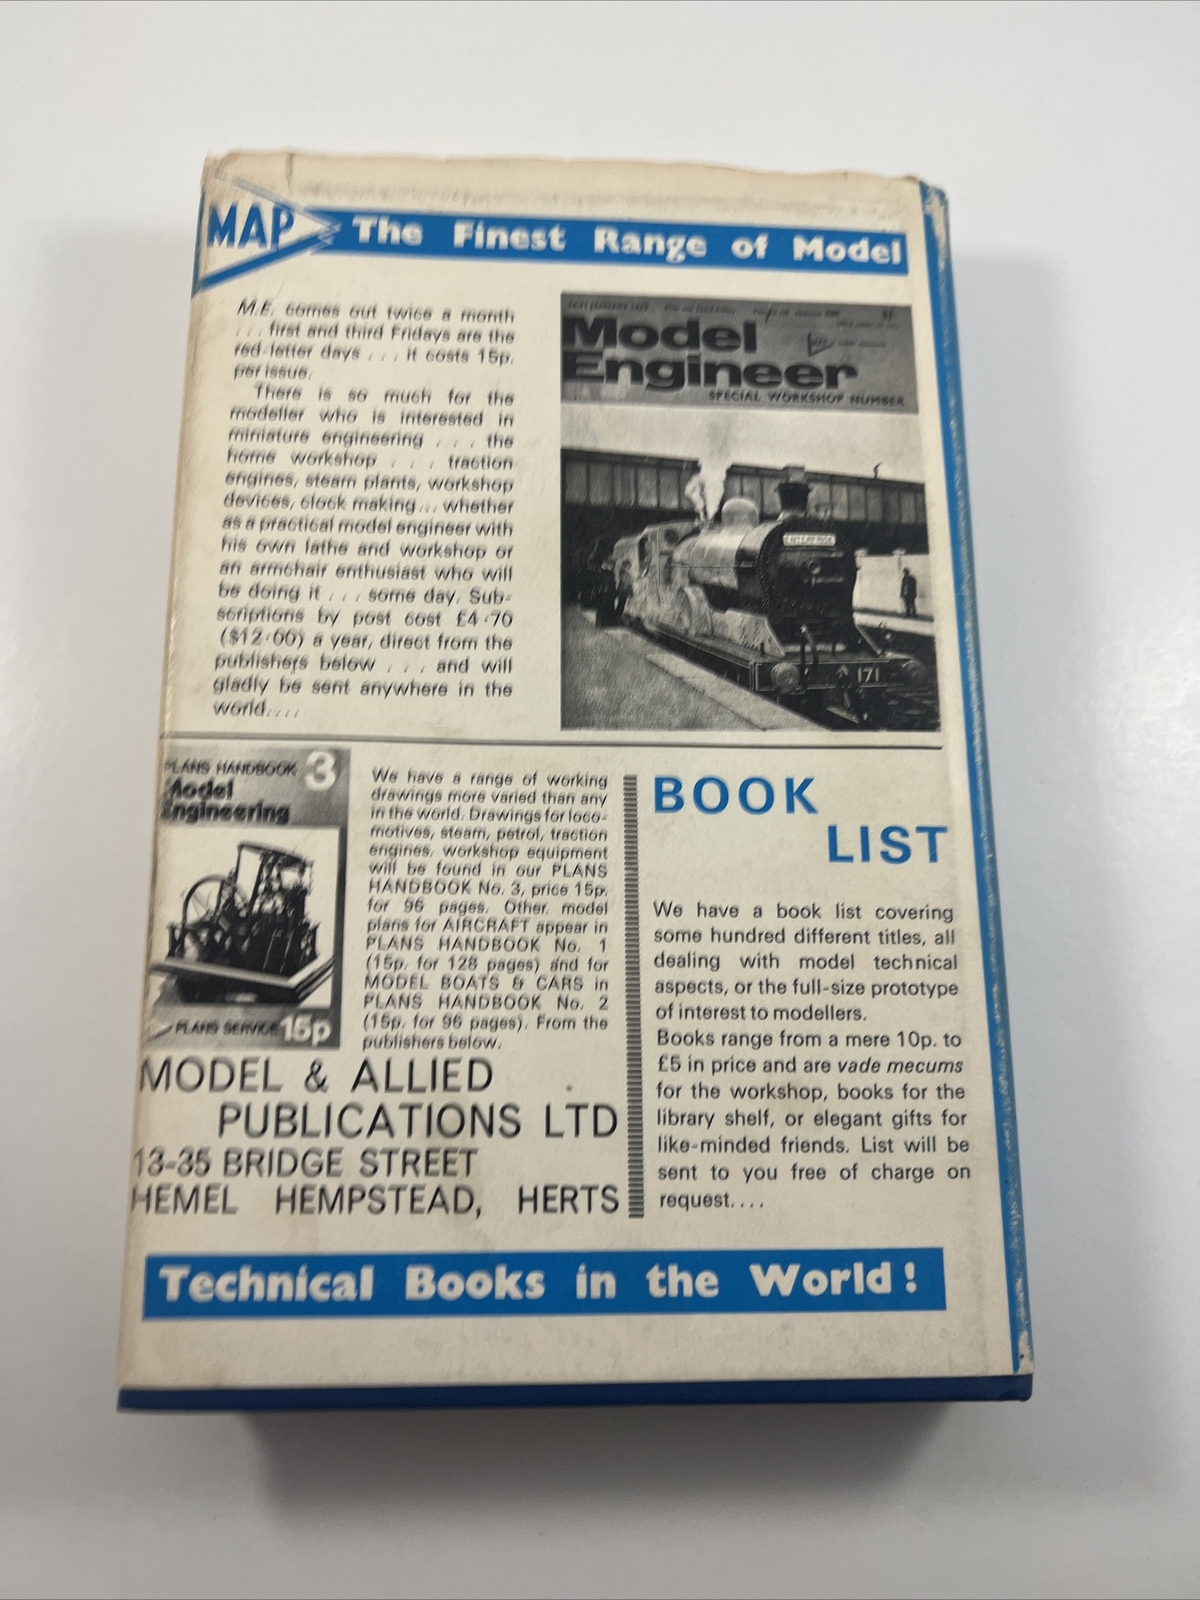 MAP
The Finest Range of Model
M.E. comes out twice a month
... first and third Fridays are the
red-letter days . . . it costs 15p.
per issue.
There is so much for the
modeller who is interested in
miniature engineering . . . the
home workshop . . . traction
engines, steam plants, workshop
devices, clock making... whether
as a practical model engineer with
his own lathe and workshop or
an armchair enthusiast who will
be doing it . . . some day. Sub-
scriptions by post cost £4·70
($12·00) a year, direct from the
publishers below . . . and will
gladly be sent anywhere in the
world....
Model
Engineer
SPECIAL WORKSHOP NUMBER
ENTERPRISE
171
PLANS HANDBOOK 3
Model
Engineering
PLANS SERVICE 15p
We have a range of working
drawings more varied than any
in the world. Drawings for loco-
motives, steam, petrol, traction
engines, workshop equipment
will be found in our PLANS
HANDBOOK No. 3, price 15p.
for 96 pages. Other model
plans for AIRCRAFT appear in
PLANS HANDBOOK No. 1
(15p. for 128 pages) and for
MODEL BOATS & CARS in
PLANS HANDBOOK No. 2
(15p. for 96 pages). From the
publishers below.
MODEL & ALLIED
PUBLICATIONS LTD
13-35 BRIDGE STREET
HEMEL HEMPSTEAD, HERTS
BOOK
LIST
We have a book list covering
some hundred different titles, all
dealing with model technical
aspects, or the full-size prototype
of interest to modellers.
Books range from a mere 10p. to
£5 in price and are vade mecums
for the workshop, books for the
library shelf, or elegant gifts for
like-minded friends. List will be
sent to you free of charge on
request....
Technical Books in the World!